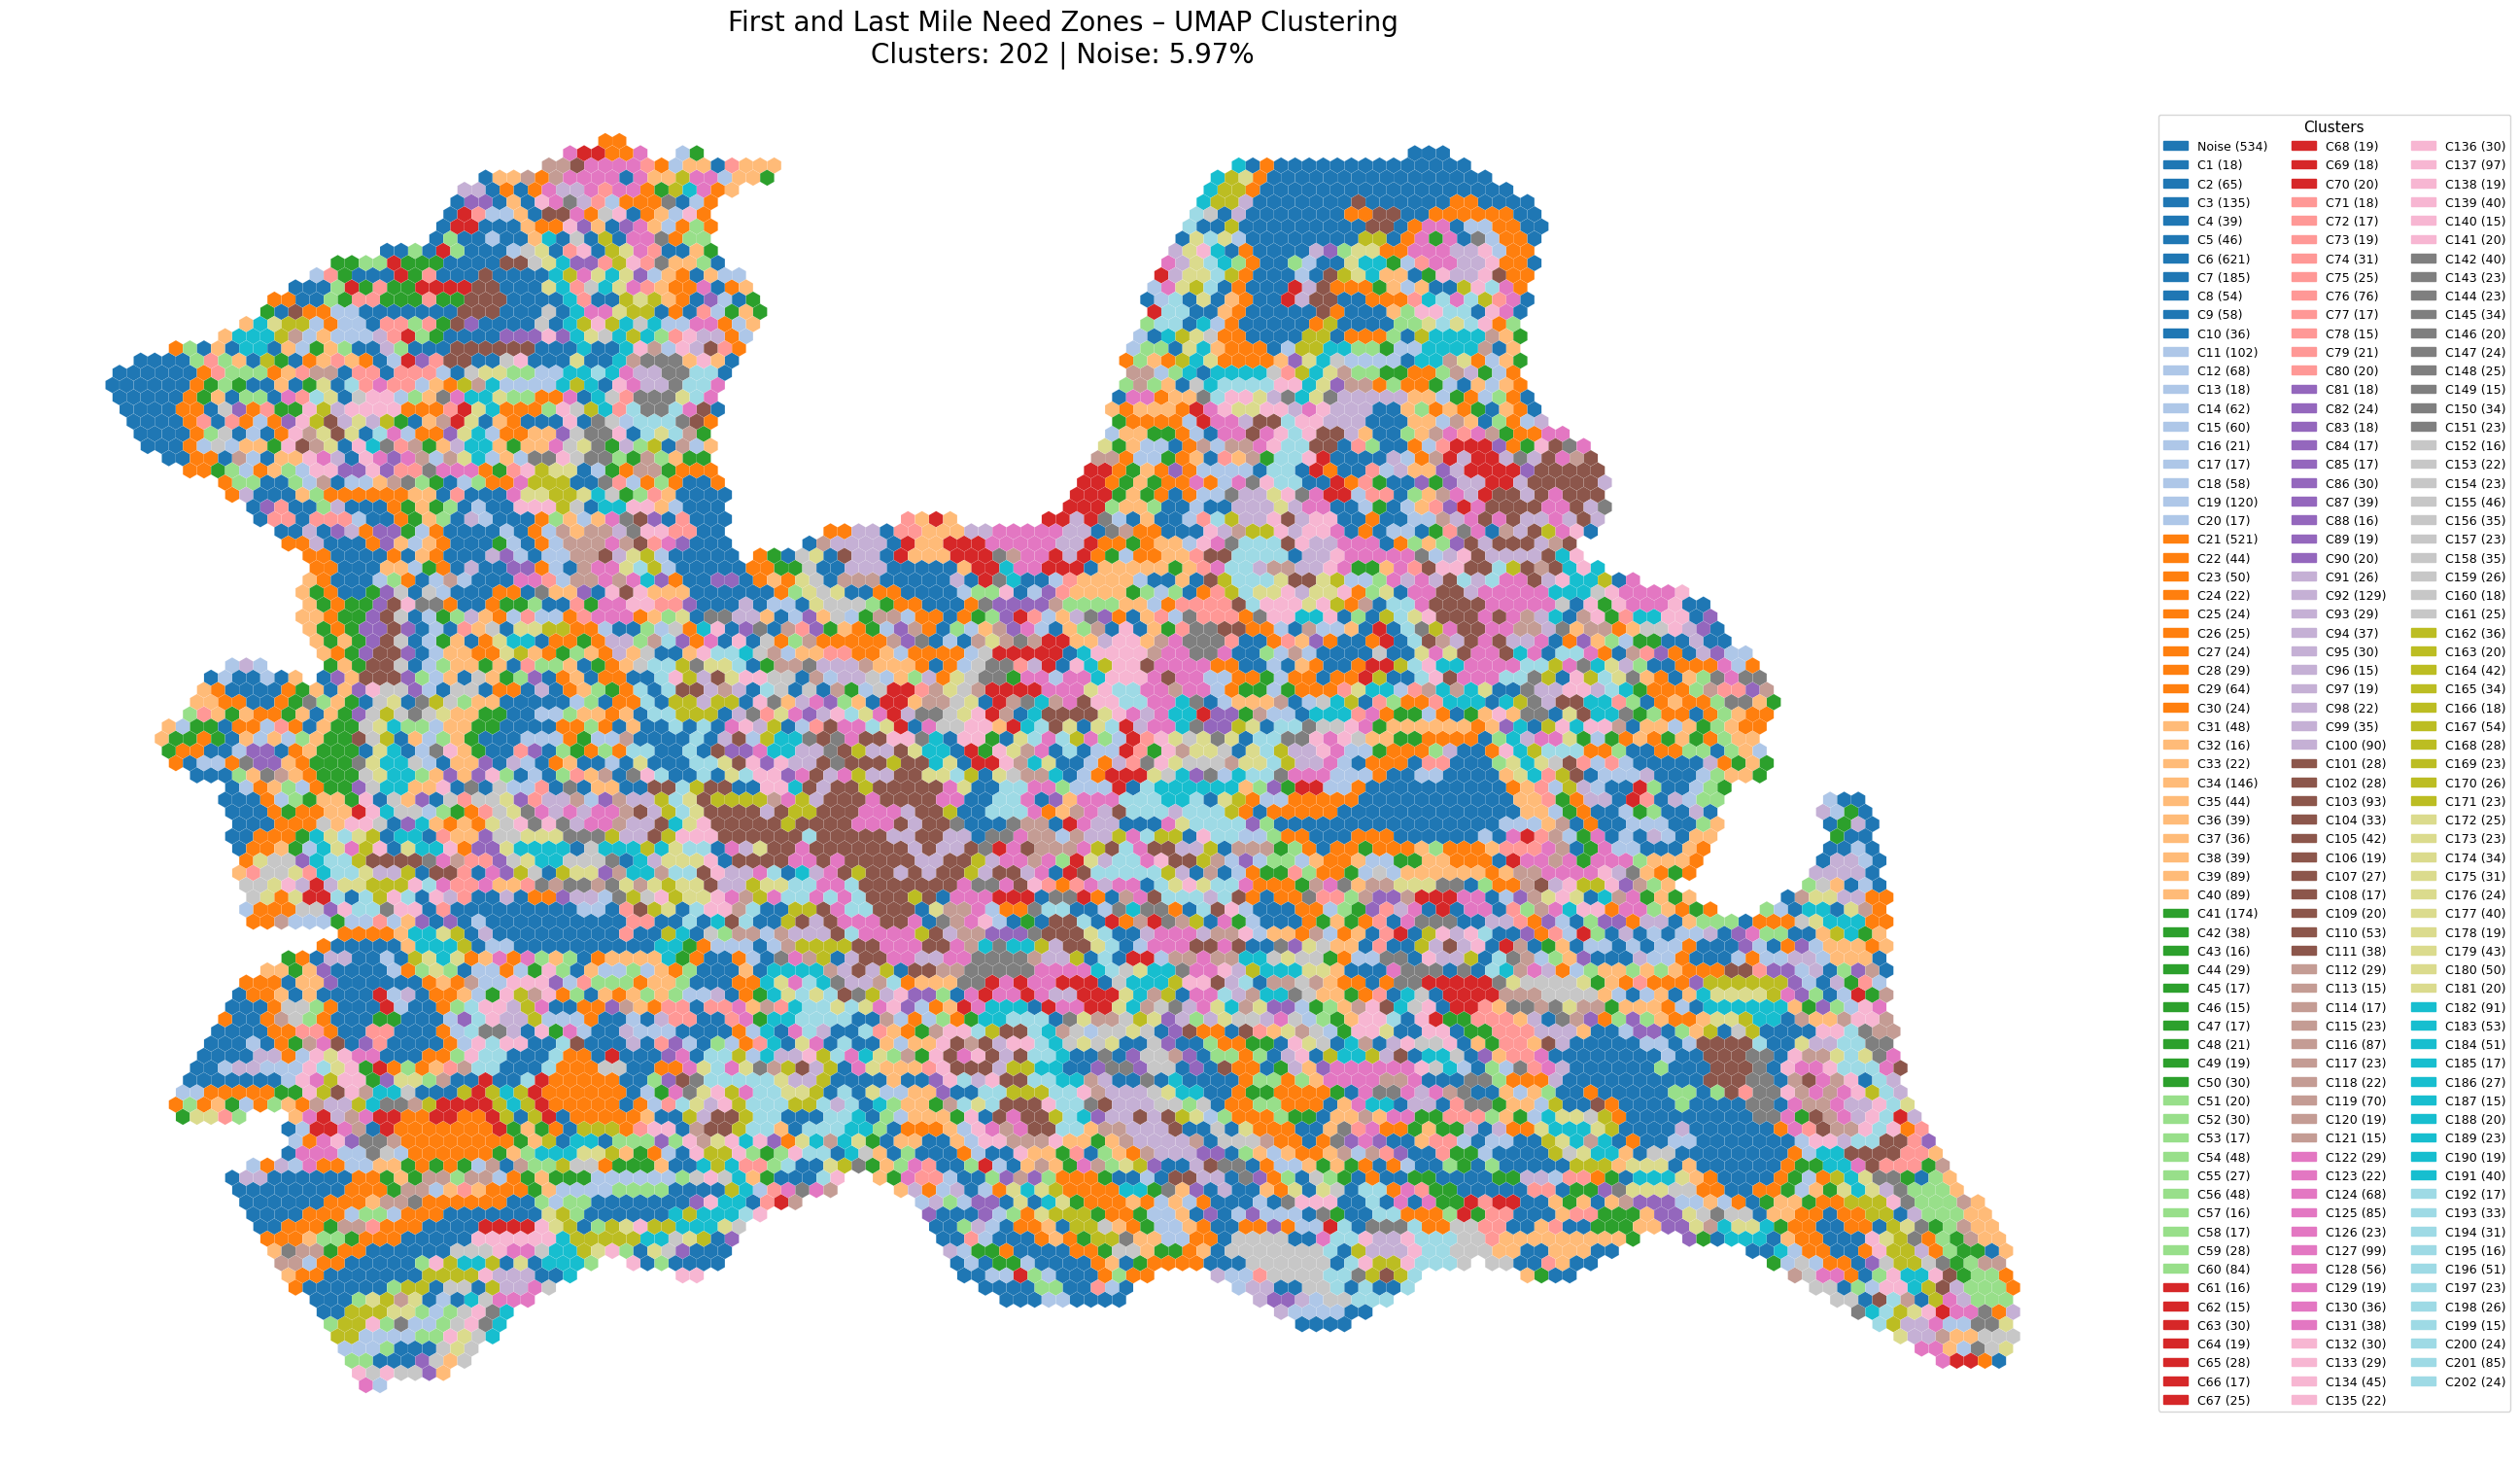 First and Last Mile Need Zones – UMAP Clustering
Clusters: 202 | Noise: 5.97%
Clusters
Noise (534)
C1 (18)
C2 (65)
C3 (135)
C4 (39)
C5 (46)
C6 (621)
C7 (185)
C8 (54)
C9 (58)
C10 (36)
C11 (102)
C12 (68)
C13 (18)
C14 (62)
C15 (60)
C16 (21)
C17 (17)
C18 (58)
C19 (120)
C20 (17)
C21 (521)
C22 (44)
C23 (50)
C24 (22)
C25 (24)
C26 (25)
C27 (24)
C28 (29)
C29 (64)
C30 (24)
C31 (48)
C32 (16)
C33 (22)
C34 (146)
C35 (44)
C36 (39)
C37 (36)
C38 (39)
C39 (89)
C40 (89)
C41 (174)
C42 (38)
C43 (16)
C44 (29)
C45 (17)
C46 (15)
C47 (17)
C48 (21)
C49 (19)
C50 (30)
C51 (20)
C52 (30)
C53 (17)
C54 (48)
C55 (27)
C56 (48)
C57 (16)
C58 (17)
C59 (28)
C60 (84)
C61 (16)
C62 (15)
C63 (30)
C64 (19)
C65 (28)
C66 (17)
C67 (25)
C68 (19)
C69 (18)
C70 (20)
C71 (18)
C72 (17)
C73 (19)
C74 (31)
C75 (25)
C76 (76)
C77 (17)
C78 (15)
C79 (21)
C80 (20)
C81 (18)
C82 (24)
C83 (18)
C84 (17)
C85 (17)
C86 (30)
C87 (39)
C88 (16)
C89 (19)
C90 (20)
C91 (26)
C92 (129)
C93 (29)
C94 (37)
C95 (30)
C96 (15)
C97 (19)
C98 (22)
C99 (35)
C100 (90)
C101 (28)
C102 (28)
C103 (93)
C104 (33)
C105 (42)
C106 (19)
C107 (27)
C108 (17)
C109 (20)
C110 (53)
C111 (38)
C112 (29)
C113 (15)
C114 (17)
C115 (23)
C116 (87)
C117 (23)
C118 (22)
C119 (70)
C120 (19)
C121 (15)
C122 (29)
C123 (22)
C124 (68)
C125 (85)
C126 (23)
C127 (99)
C128 (56)
C129 (19)
C130 (36)
C131 (38)
C132 (30)
C133 (29)
C134 (45)
C135 (22)
C136 (30)
C137 (97)
C138 (19)
C139 (40)
C140 (15)
C141 (20)
C142 (40)
C143 (23)
C144 (23)
C145 (34)
C146 (20)
C147 (24)
C148 (25)
C149 (15)
C150 (34)
C151 (23)
C152 (16)
C153 (22)
C154 (23)
C155 (46)
C156 (35)
C157 (23)
C158 (35)
C159 (26)
C160 (18)
C161 (25)
C162 (36)
C163 (20)
C164 (42)
C165 (34)
C166 (18)
C167 (54)
C168 (28)
C169 (23)
C170 (26)
C171 (23)
C172 (25)
C173 (23)
C174 (34)
C175 (31)
C176 (24)
C177 (40)
C178 (19)
C179 (43)
C180 (50)
C181 (20)
C182 (91)
C183 (53)
C184 (51)
C185 (17)
C186 (27)
C187 (15)
C188 (20)
C189 (23)
C190 (19)
C191 (40)
C192 (17)
C193 (33)
C194 (31)
C195 (16)
C196 (51)
C197 (23)
C198 (26)
C199 (15)
C200 (24)
C201 (85)
C202 (24)